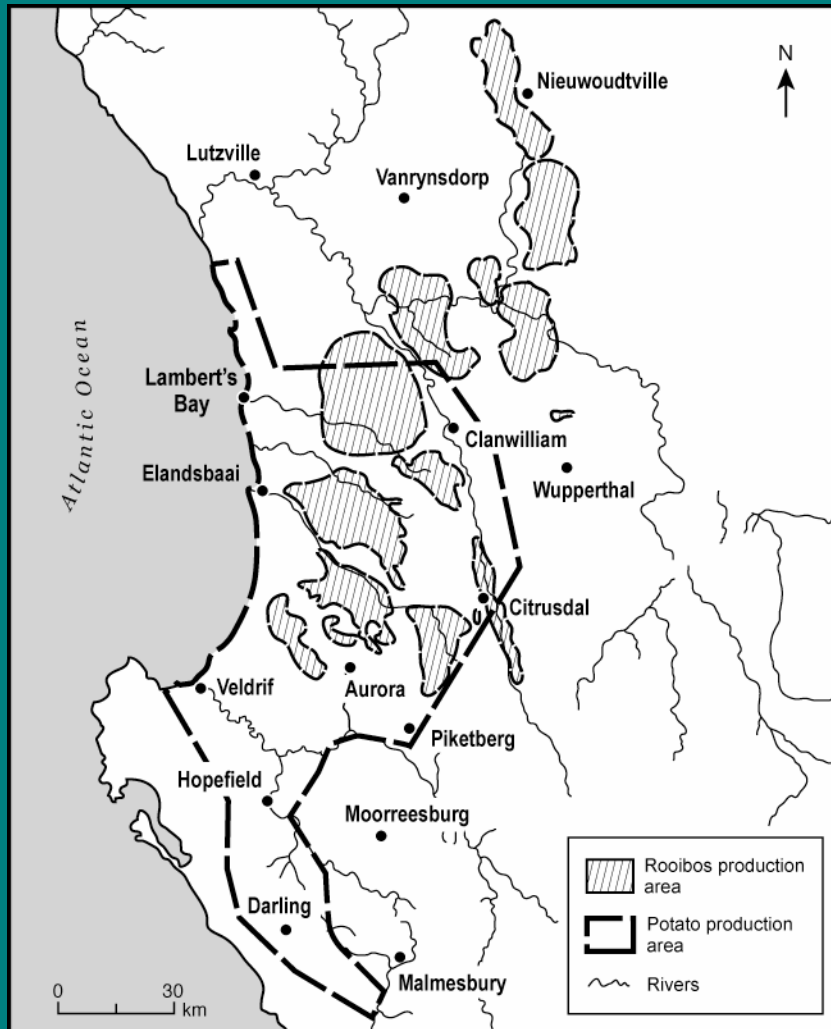 N
Nieuwoudtville
Lutzville
Vanrynsdorp
Atlantic Ocean
Lambert's
Bay
Clanwilliam
Elandsbaai
Wupperthal
Citrusdal
Veldrif
Aurora
Piketberg
Hopefield
Moorreesburg
Darling
Malmesbury
0 30
km
Rooibos production
area
Potato production
area
Rivers